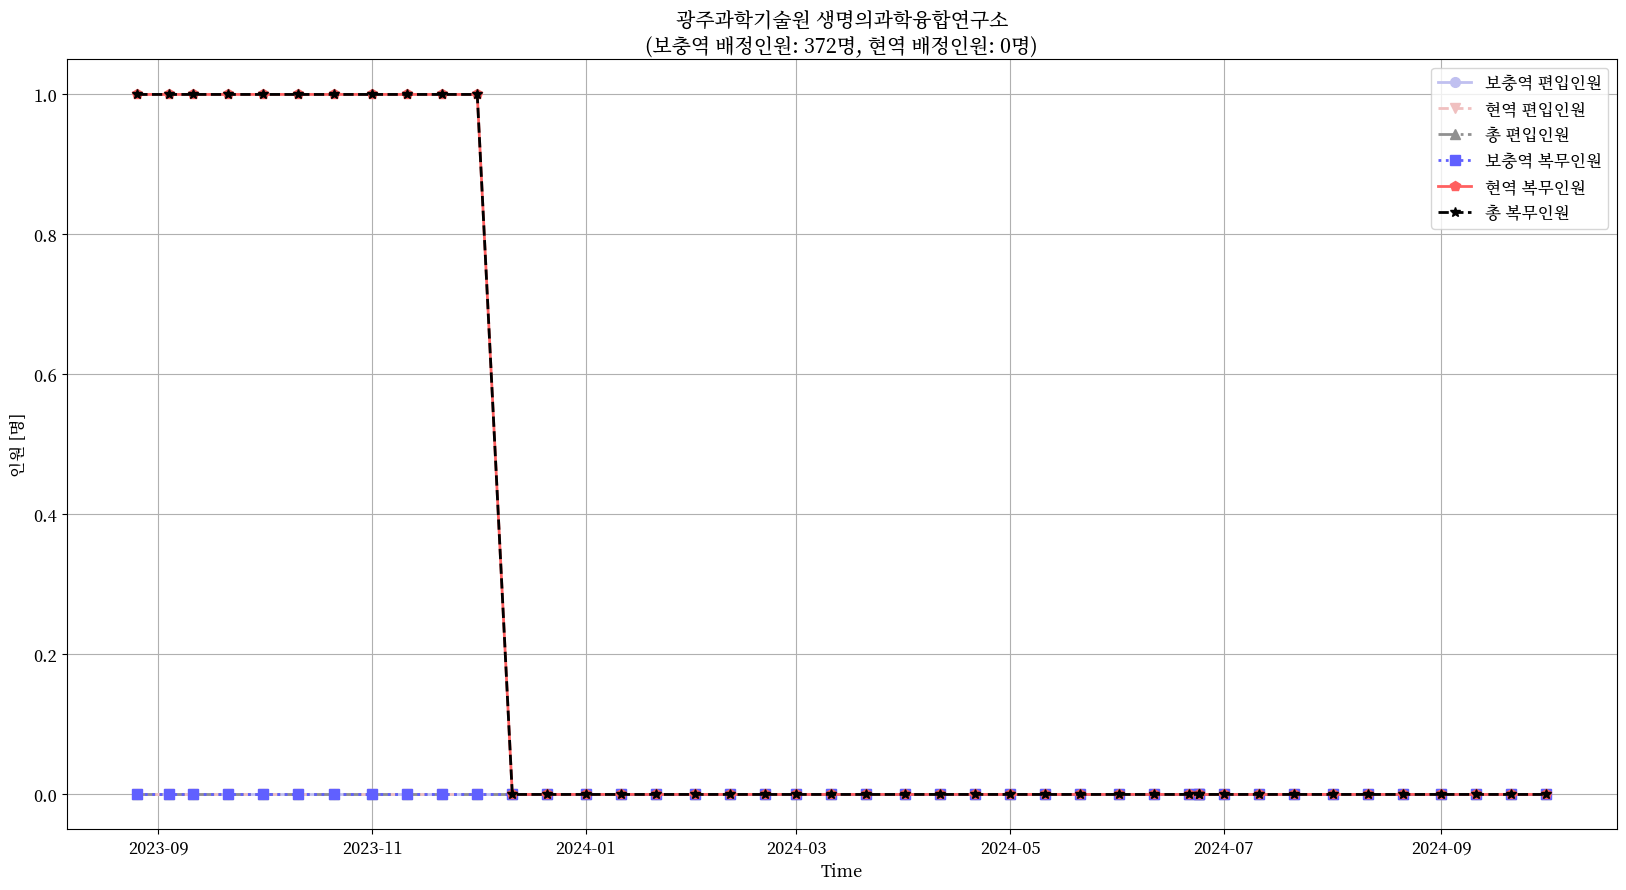 광주과학기술원 생명의과학융합연구소
(보충역 배정인원: 372명, 현역 배정인원: 0명)
보충역 편입인원
현역 편입인원
총 편입인원
보충역 복무인원
현역 복무인원
총 복무인원
인원 [명]
1.0
0.8
0.6
0.4
0.2
0.0
2023-09
2023-11
2024-01
2024-03
2024-05
2024-07
2024-09
Time